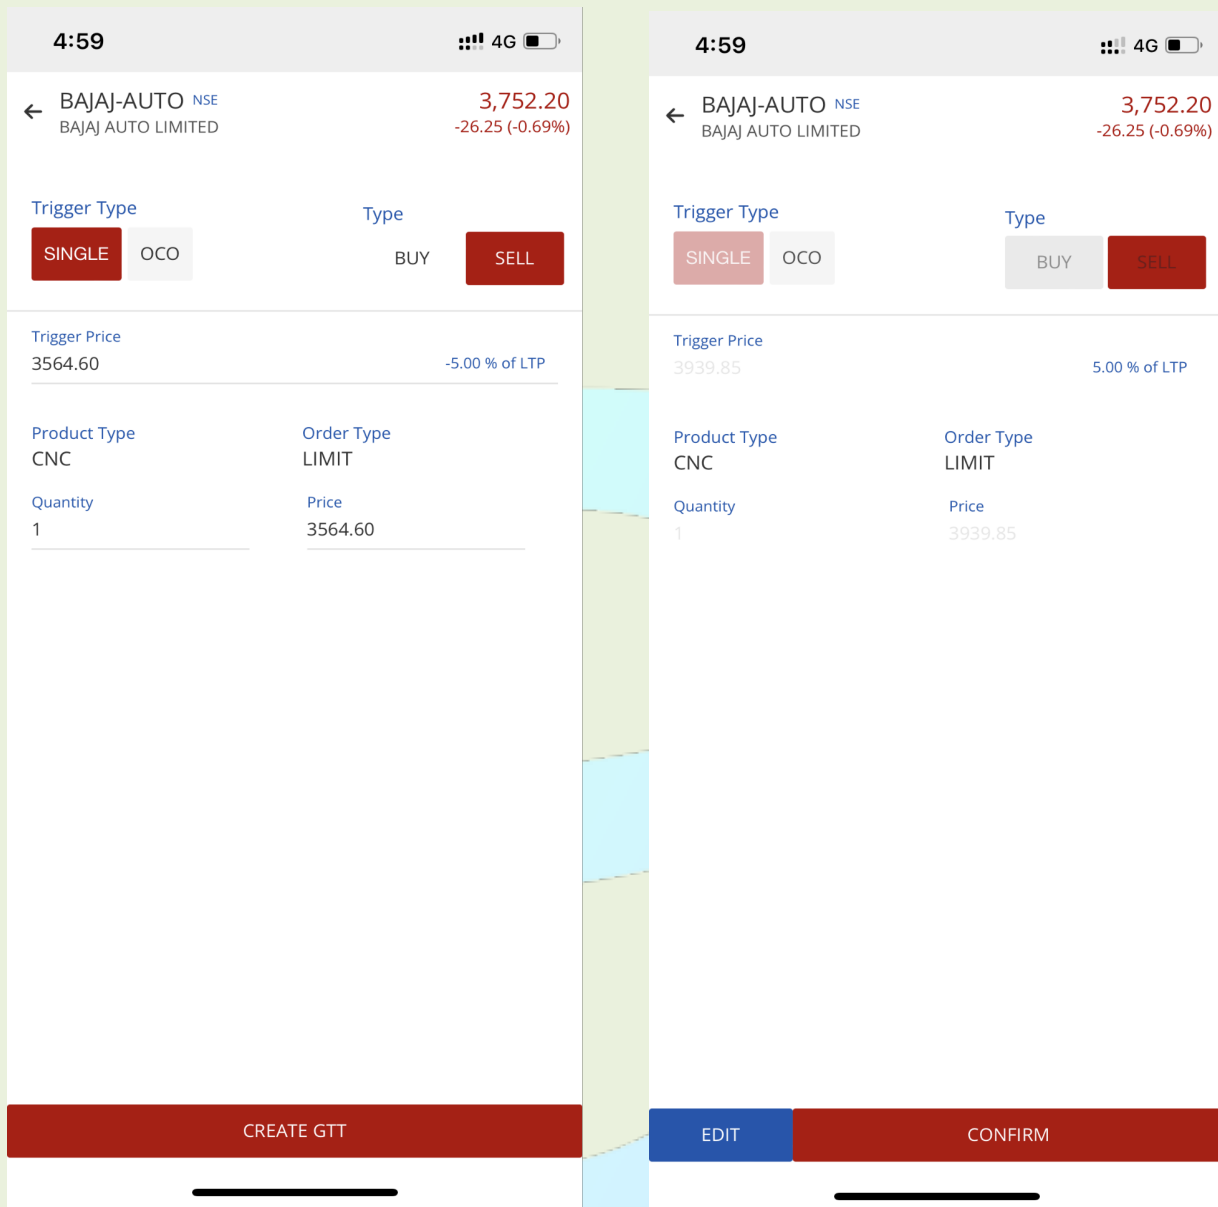 4:59
4G
BAJAJ-AUTO NSE
3,752.20
BAJAJ AUTO LIMITED
-26.25 (-0.69%)
Trigger Type
Type
SINGLE
OCO
BUY
SELL
Trigger Price
3564.60
-5.00 % of LTP
Product Type
Order Type
CNC
LIMIT
Quantity
Price
1
3564.60
CREATE GTT
4:59
4G
BAJAJ-AUTO NSE
3,752.20
BAJAJ AUTO LIMITED
-26.25 (-0.69%)
Trigger Type
Type
SINGLE
OCO
BUY
SELL
Trigger Price
3939.85
5.00 % of LTP
Product Type
Order Type
CNC
LIMIT
Quantity
Price
1
3939.85
EDIT
CONFIRM